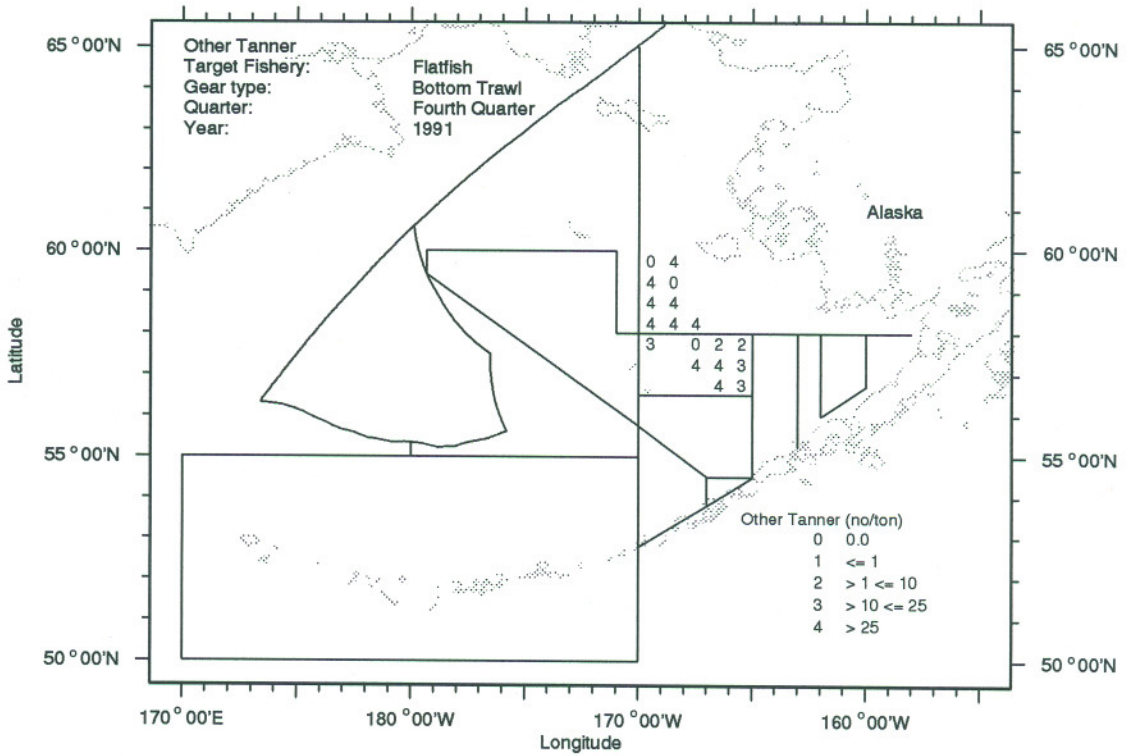 Other Tanner
Target Fishery: Flatfish
Gear type: Bottom Trawl
Quarter: Fourth Quarter
Year: 1991
65°00'N 65°00'N
Alaska
60°00'N 60°00'N
0 4
4 0
4 4
4 4 4
3 0 2 2
4 4 3
4 3
Latitude
55°00'N 55°00'N
Other Tanner (no/ton)
0 0.0
1 <= 1
2 > 1 <= 10
3 > 10 <= 25
4 > 25
50°00'N 50°00'N
170°00'E 180°00'W 170°00'W 160°00'W
Longitude